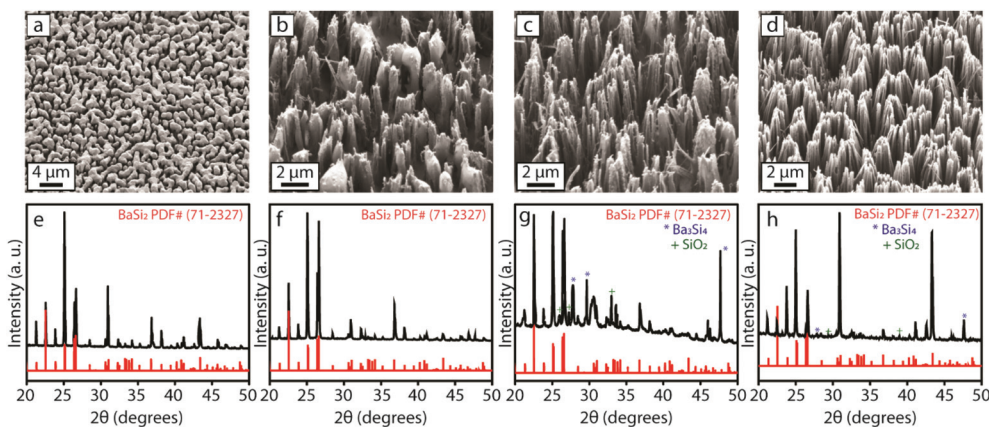 a
b
c
d
4 µm
2 µm
2 µm
2 µm
e
BaSi₂ PDF# (71-2327)
Intensity (a. u.)
20 25 30 35 40 45 50
2θ (degrees)
f
BaSi₂ PDF# (71-2327)
Intensity (a. u.)
20 25 30 35 40 45 50
2θ (degrees)
g
BaSi₂ PDF# (71-2327)
* Ba₃Si₄
+ SiO₂
Intensity (a. u.)
20 25 30 35 40 45 50
2θ (degrees)
h
BaSi₂ PDF# (71-2327)
* Ba₃Si₄
+ SiO₂
Intensity (a. u.)
20 25 30 35 40 45 50
2θ (degrees)